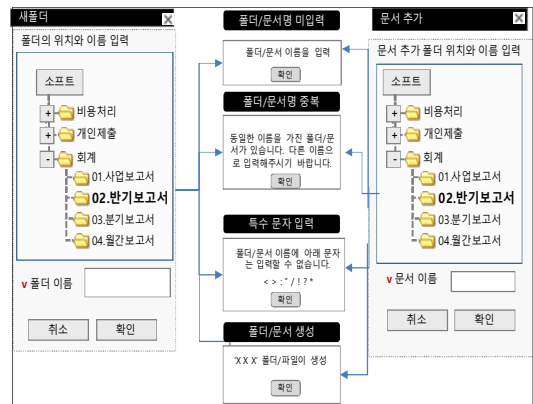 새폴더
폴더의 위치와 이름 입력
소프트
비용처리
개인제출
회계
01.사업보고서
02.반기보고서
03.분기보고서
04.월간보고서
v 폴더 이름
취소
확인
폴더/문서명 미입력
폴더/문서 이름을 입력
확인
폴더/문서명 중복
동일한 이름을 가진 폴더/문
서가 있습니다. 다른 이름으
로 입력해주시기 바랍니다.
확인
특수 문자 입력
폴더/문서 이름에 아래 문자
는 입력할 수 없습니다.
< > : " / ! ? *
확인
폴더/문서 생성
'X X X' 폴더/파일이 생성
확인
문서 추가
문서 추가 폴더 위치와 이름 입력
소프트
비용처리
개인제출
회계
01.사업보고서
02.반기보고서
03.분기보고서
04.월간보고서
v 문서 이름
취소
확인